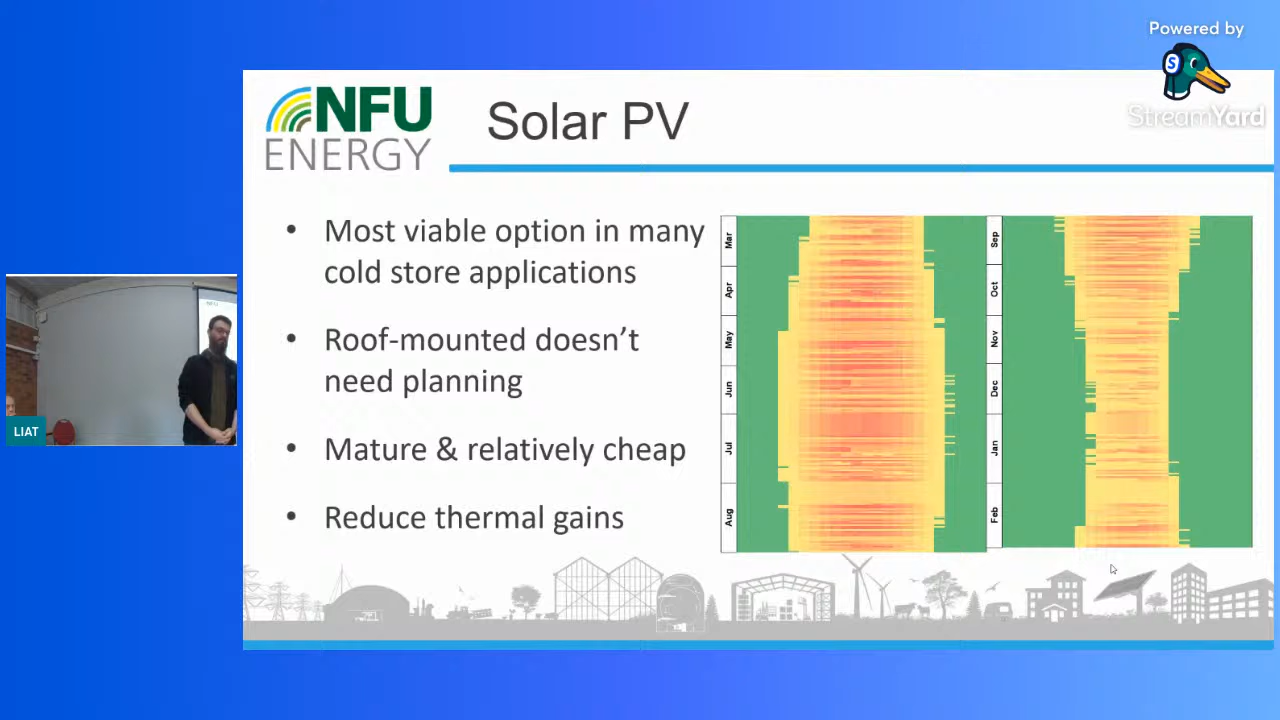 Powered by
StreamYard
NFU
ENERGY
Solar PV
• Most viable option in many
cold store applications
• Roof-mounted doesn’t
need planning
• Mature & relatively cheap
• Reduce thermal gains
Mar
Apr
May
Jun
Jul
Aug
Sep
Oct
Nov
Dec
Jan
Feb
NFU
LIAT